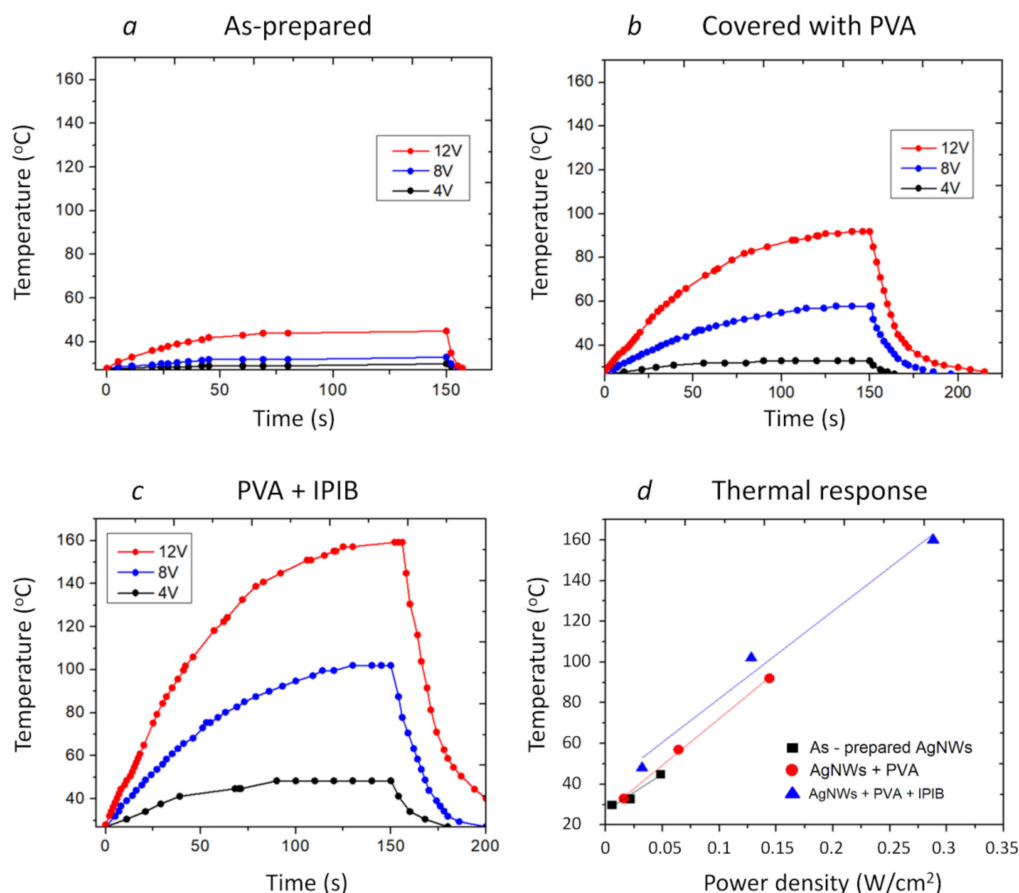 a As-prepared
160
140
120
100
80
60
40
Temperature (oC)
12V
8V
4V
0
50
100
150
Time (s)
b Covered with PVA
160
140
120
100
80
60
40
Temperature (oC)
12V
8V
4V
0
50
100
150
200
Time (s)
c PVA + IPIB
160
140
120
100
80
60
40
Temperature (oC)
12V
8V
4V
0
50
100
150
200
Time (s)
d Thermal response
160
140
120
100
80
60
40
20
Temperature (oC)
As - prepared AgNWs
AgNWs + PVA
AgNWs + PVA + IPIB
0
0.05
0.1
0.15
0.2
0.25
0.3
0.35
Power density (W/cm²)